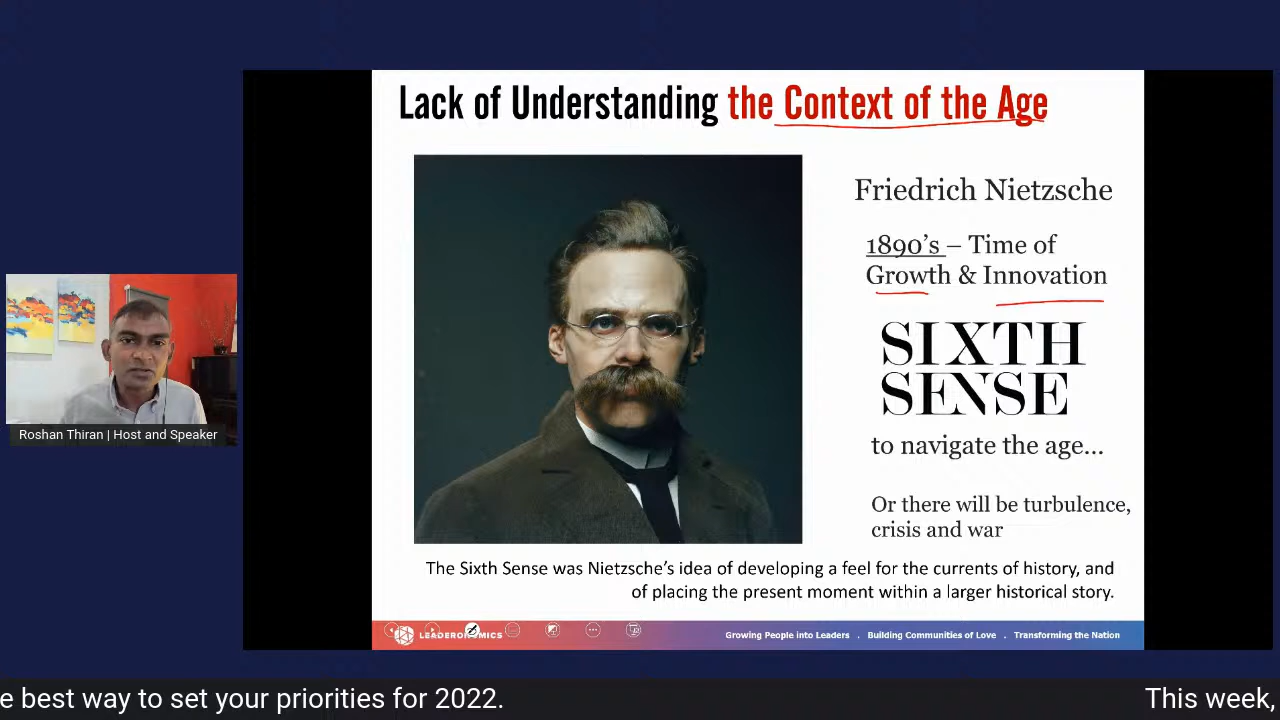 Lack of Understanding the Context of the Age
Friedrich Nietzsche
1890's – Time of
Growth & Innovation
SIXTH
SENSE
to navigate the age...
Or there will be turbulence,
crisis and war
The Sixth Sense was Nietzsche's idea of developing a feel for the currents of history, and
of placing the present moment within a larger historical story.
LEADERONOMICS
Growing People into Leaders . Building Communities of Love . Transforming the Nation
Roshan Thiran | Host and Speaker
e best way to set your priorities for 2022.
This week,